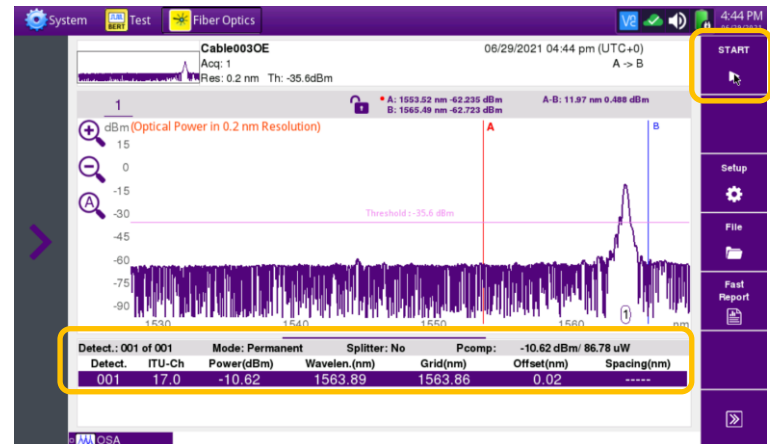 System AM BERT Test Fiber Optics V2 4:44 PM
06/29/2021
Cable003OE 06/29/2021 04:44 pm (UTC+0)
Acq: 1 A -> B
Res: 0.2 nm Th: -35.6dBm
START
1 • A: 1553.52 nm -62.235 dBm A-B: 11.97 nm 0.488 dBm
B: 1565.49 nm -62.723 dBm
dBm (Optical Power in 0.2 nm Resolution) A B
15
0
-15
A
-30
Threshold:-35.6 dBm
-45
-60
-75
-90
1
1530 1540 1550 1560 nm
Setup
File
Fast
Report
Detect.: 001 of 001 Mode: Permanent Splitter: No Pcomp: -10.62 dBm/ 86.78 uW
Detect. ITU-Ch Power(dBm) Wavelen.(nm) Grid(nm) Offset(nm) Spacing(nm)
001 17.0 -10.62 1563.89 1563.86 0.02 -----
OSA